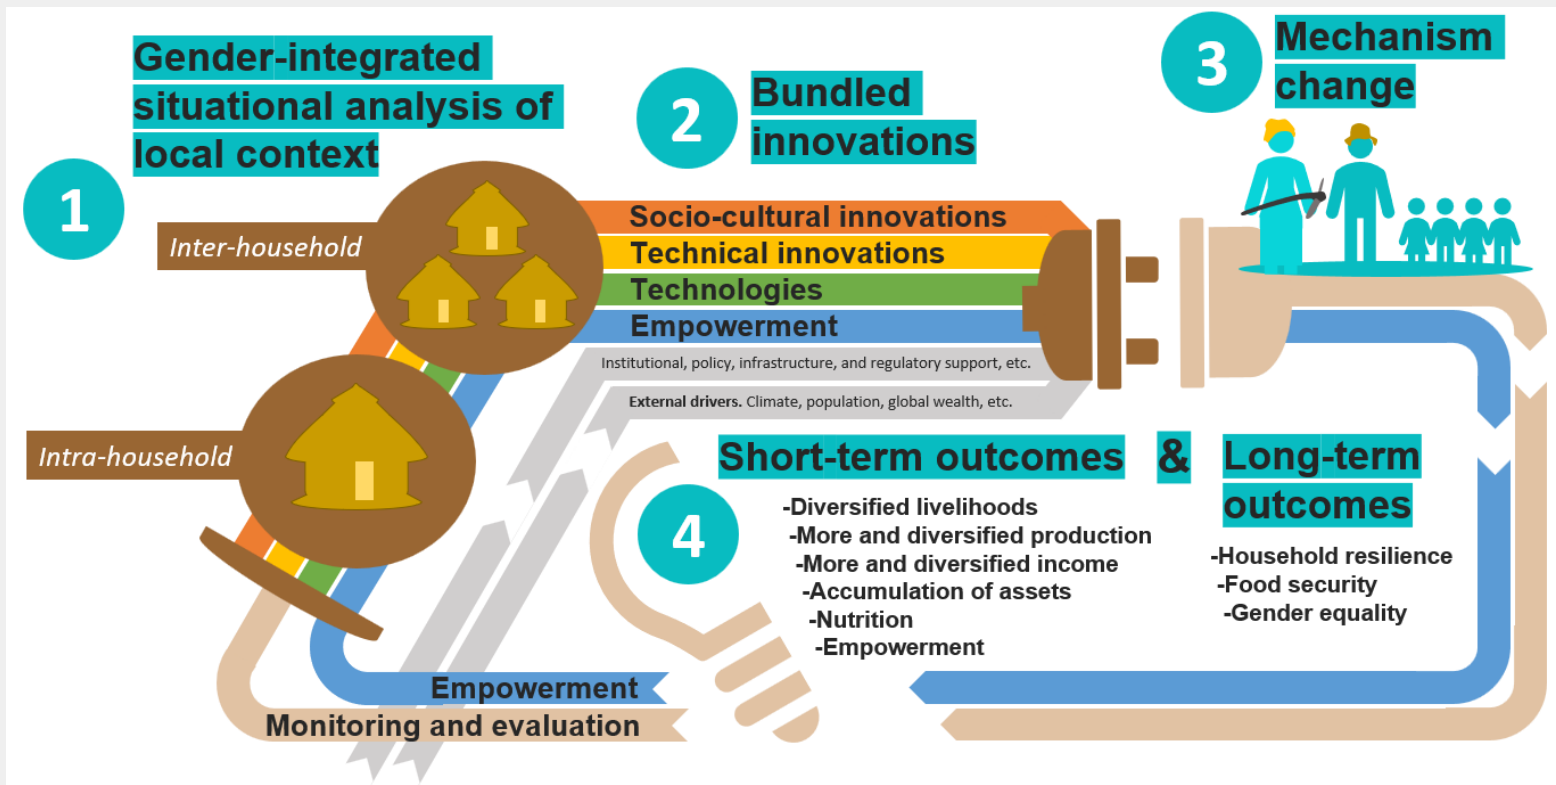 1
Gender-integrated
situational analysis of
local context
Inter-household
Intra-household
2
Bundled
innovations
Socio-cultural innovations
Technical innovations
Technologies
Empowerment
Institutional, policy, infrastructure, and regulatory support, etc.
External drivers. Climate, population, global wealth, etc.
3
Mechanism
change
4
Short-term outcomes
-Diversified livelihoods
-More and diversified production
-More and diversified income
-Accumulation of assets
-Nutrition
-Empowerment
&
Long-term
outcomes
-Household resilience
-Food security
-Gender equality
Empowerment
Monitoring and evaluation